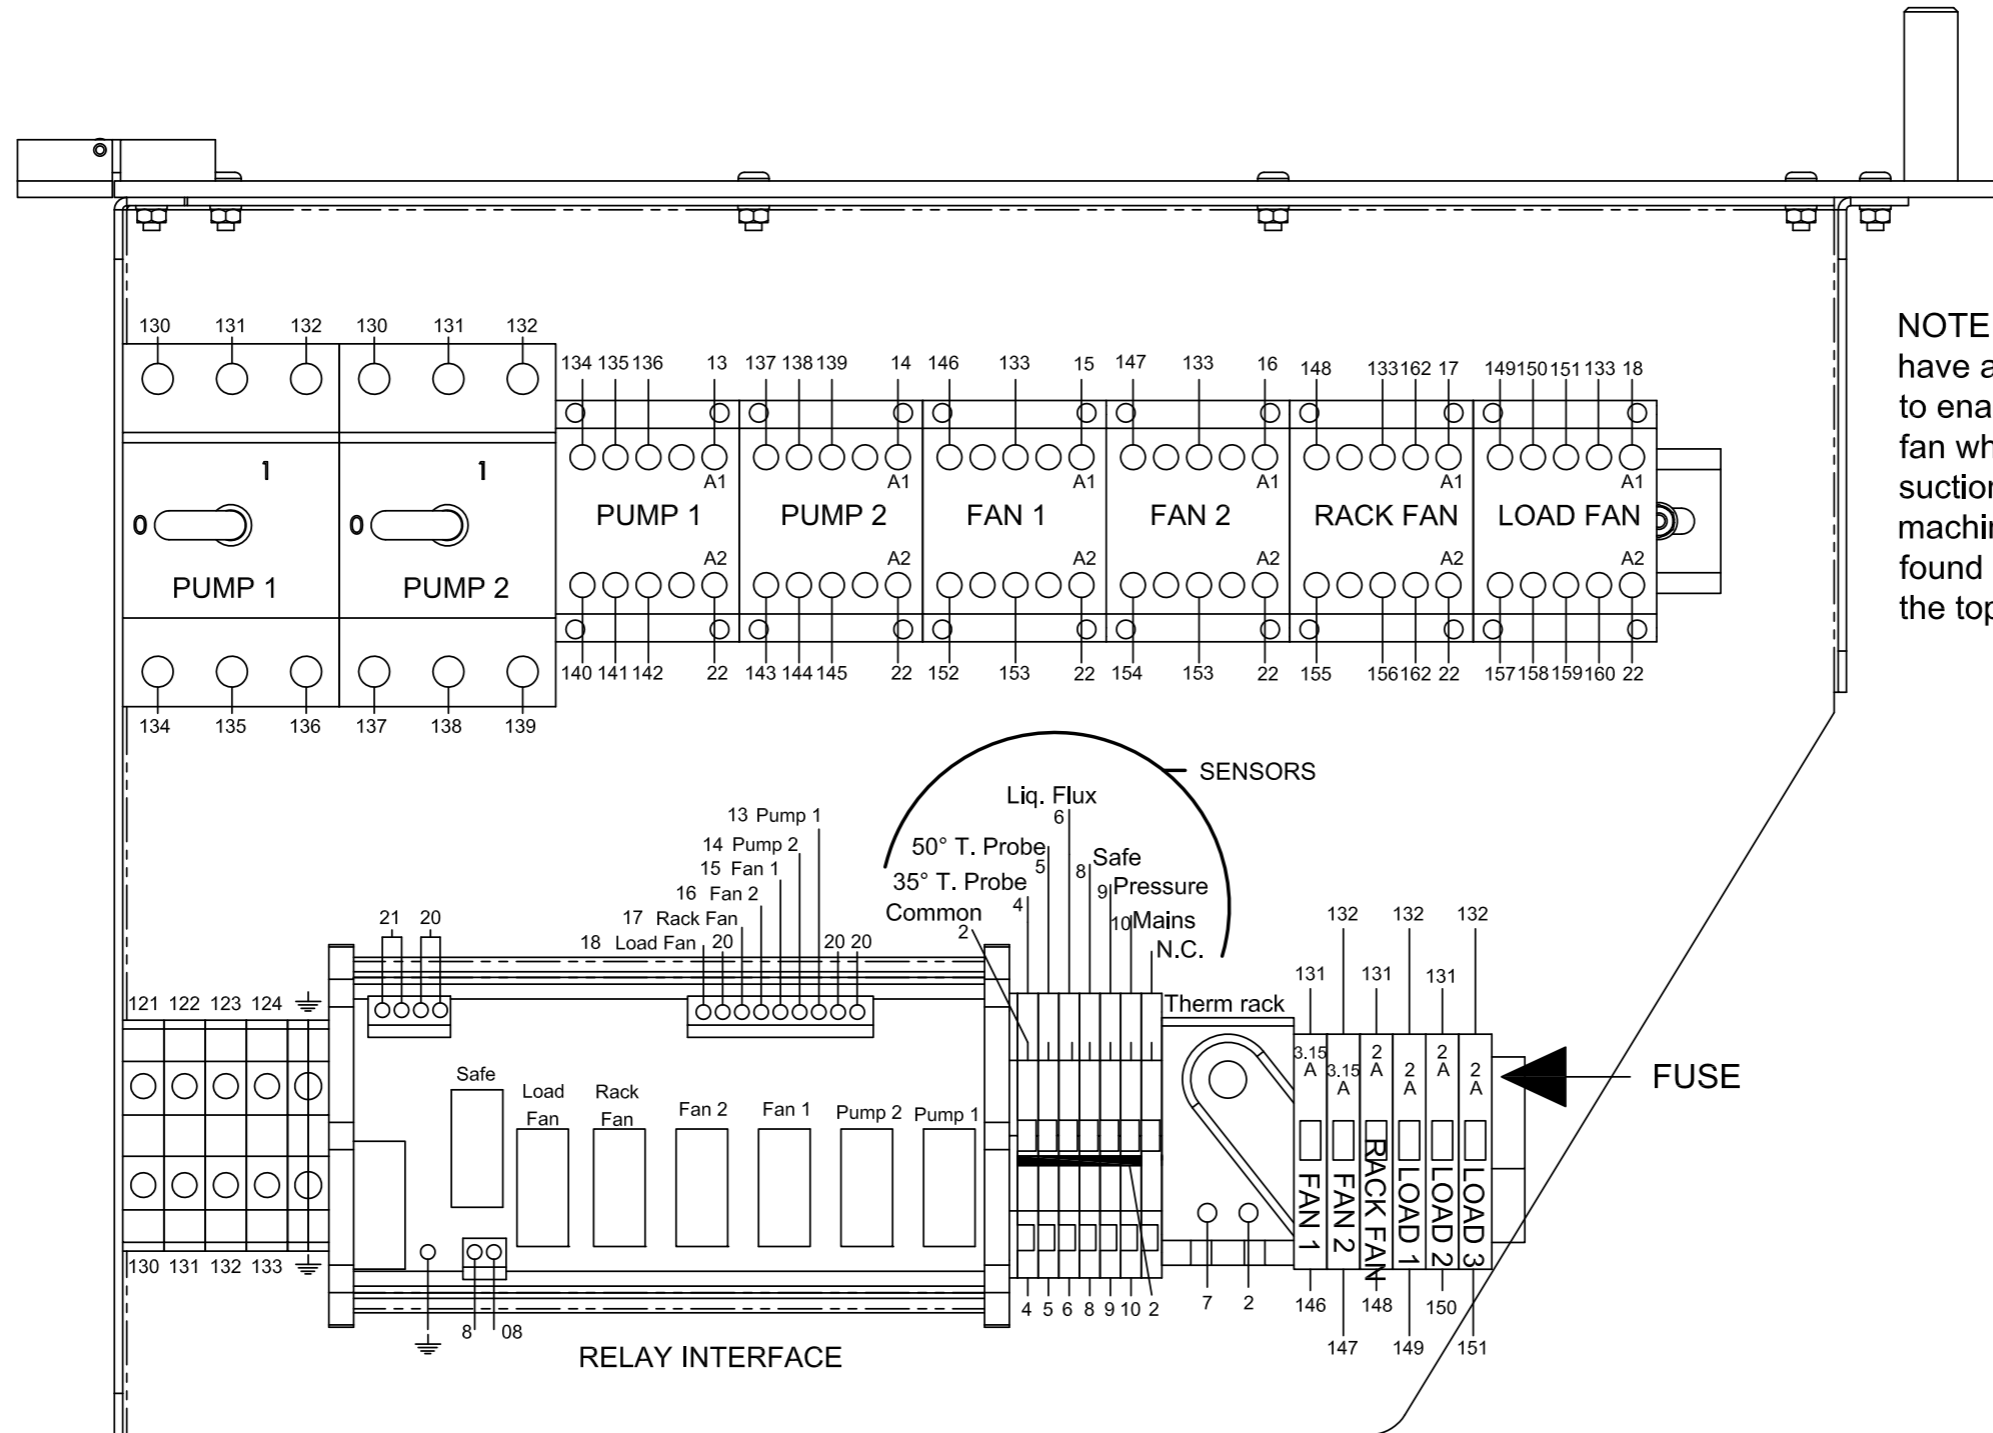 130 131 132 130 131 132
134 135 136 13 137 138 139 14 146 133 15 147 133 16 148 133 162 17 149 150 151 133 18
1 1
0 0
A1 A1 A1 A1 A1 A1
PUMP 1 PUMP 2 FAN 1 FAN 2 RACK FAN LOAD FAN
A2 A2 A2 A2 A2 A2
PUMP 1 PUMP 2
140 141 142 22 143 144 145 22 152 153 22 154 153 22 155 156 162 22 157 158 159 160 22
134 135 136 137 138 139
NOTE
have a
to ena
fan wh
suction
machin
found
the top
SENSORS
Liq. Flux
6
50° T. Probe
5
Safe
8
35° T. Probe
4
Pressure
9
Common
2
Mains
10
N.C.
13 Pump 1
14 Pump 2
15 Fan 1
16 Fan 2
17 Rack Fan
18 Load Fan 20 20 20
21 20
121 122 123 124
130 131 132 133
Safe
Load
Fan
Rack
Fan
Fan 2
Fan 1
Pump 2
Pump 1
8 08
RELAY INTERFACE
4 5 6 8 9 10 2
Therm rack
7 2
132 132 132
131 131 131
3.15
A
3.15
A
2
A
2
A
2
A
2
A
FAN 1
FAN 2
RACK FAN
LOAD 1
LOAD 2
LOAD 3
146 148 150
147 149 151
FUSE